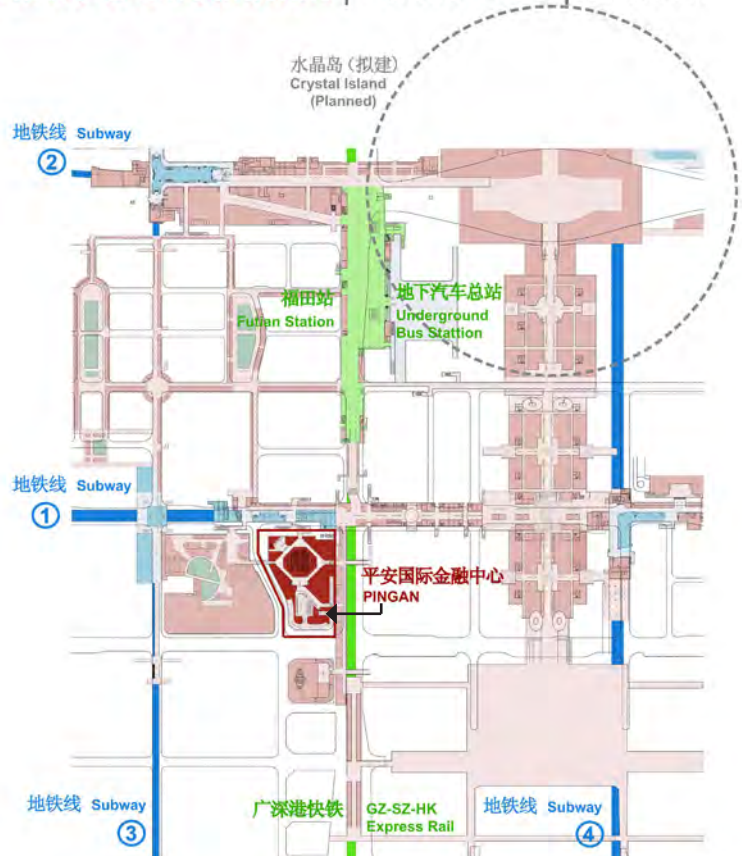 水晶岛(拟建)
Crystal Island
(Planned)
地铁线 Subway
②
福田站
Futian Station
地下汽车总站
Underground
Bus Stattion
地铁线 Subway
①
平安国际金融中心
PINGAN
地铁线 Subway
③
广深港快铁
GZ-SZ-HK
Express Rail
地铁线 Subway
④